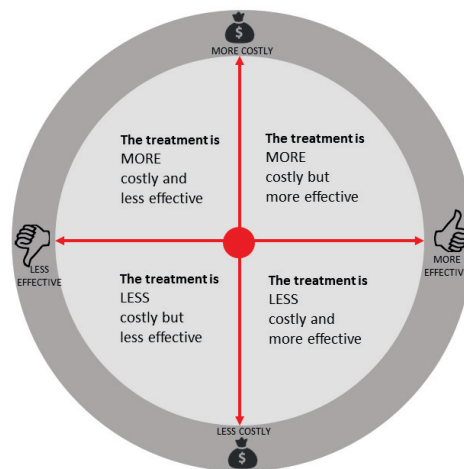 $
MORE COSTLY
The treatment is
MORE
costly and
less effective
The treatment is
MORE
costly but
more effective
LESS
EFFECTIVE
MORE
EFFECTIVE
The treatment is
LESS
costly but
less effective
The treatment is
LESS
costly and
more effective
LESS COSTLY
$